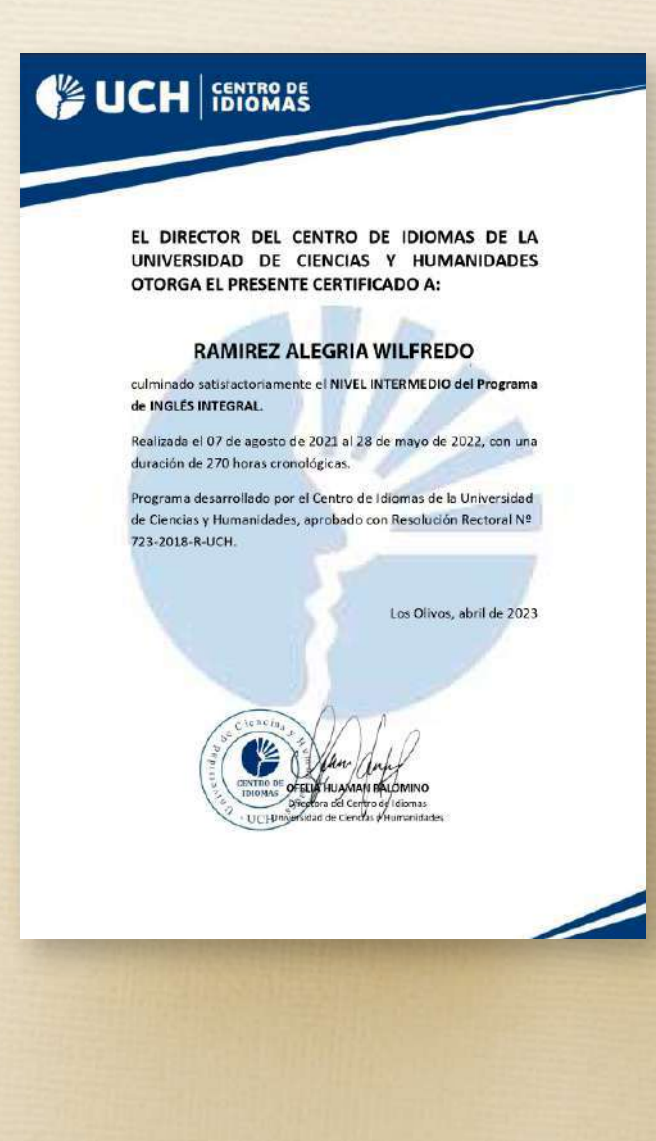 UCH CENTRO DE
IDIOMAS
EL DIRECTOR DEL CENTRO DE IDIOMAS DE LA
UNIVERSIDAD DE CIENCIAS Y HUMANIDADES
OTORGA EL PRESENTE CERTIFICADO A:
RAMIREZ ALEGRIA WILFREDO
culminado satisfactoriamente el NIVEL INTERMEDIO del Programa
de INGLÉS INTEGRAL.
Realizada el 07 de agosto de 2021 al 28 de mayo de 2022, con una
duración de 270 horas cronológicas.
Programa desarrollado por el Centro de Idiomas de la Universidad
de Ciencias y Humanidades, aprobado con Resolución Rectoral Nº
723-2018-R-UCH.
Los Olivos, abril de 2023
Universidad de Ciencias y Humanidades
CENTRO DE
IDIOMAS
· UCH
OFELIA HUAMAN PALOMINO
Directora del Centro de Idiomas
Universidad de Ciencias y Humanidades